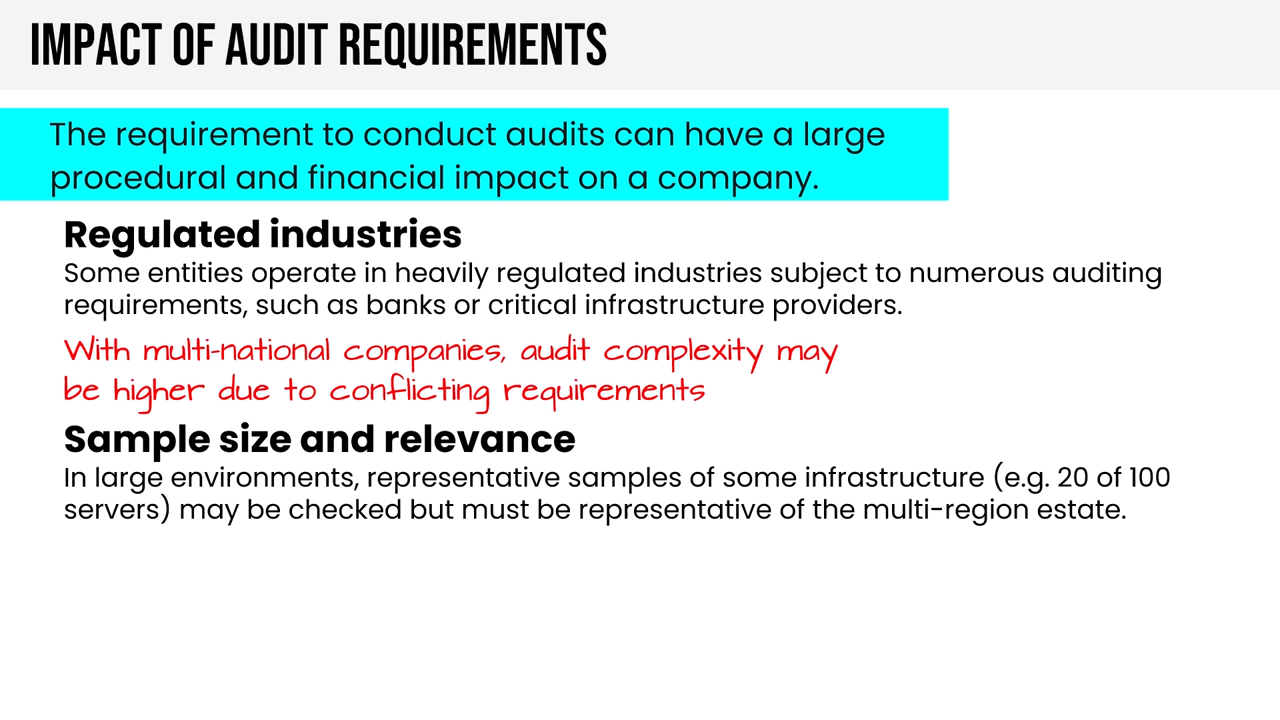 IMPACT OF AUDIT REQUIREMENTS
The requirement to conduct audits can have a large
procedural and financial impact on a company.
Regulated industries
Some entities operate in heavily regulated industries subject to numerous auditing
requirements, such as banks or critical infrastructure providers.
With multi-national companies, audit complexity may
be higher due to conflicting requirements
Sample size and relevance
In large environments, representative samples of some infrastructure (e.g. 20 of 100
servers) may be checked but must be representative of the multi-region estate.